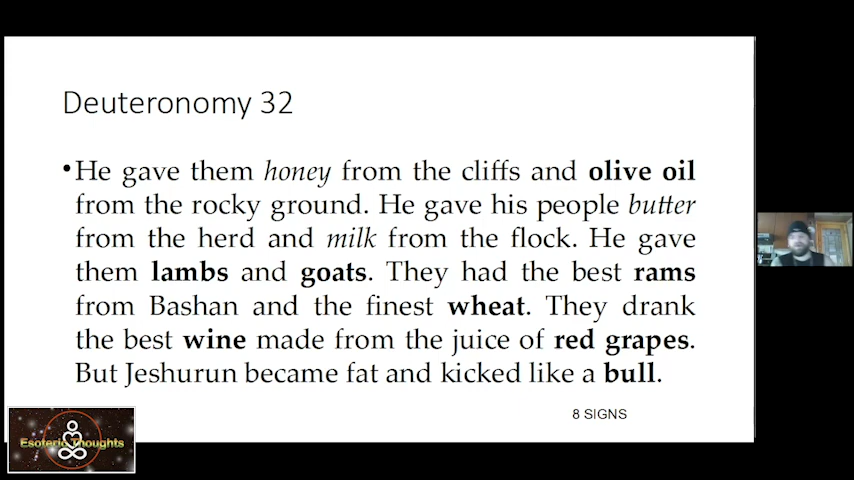 Deuteronomy 32
•He gave them honey from the cliffs and olive oil
from the rocky ground. He gave his people butter
from the herd and milk from the flock. He gave
them lambs and goats. They had the best rams
from Bashan and the finest wheat. They drank
the best wine made from the juice of red grapes.
But Jeshurun became fat and kicked like a bull.
8 SIGNS
Esoteric Thoughts